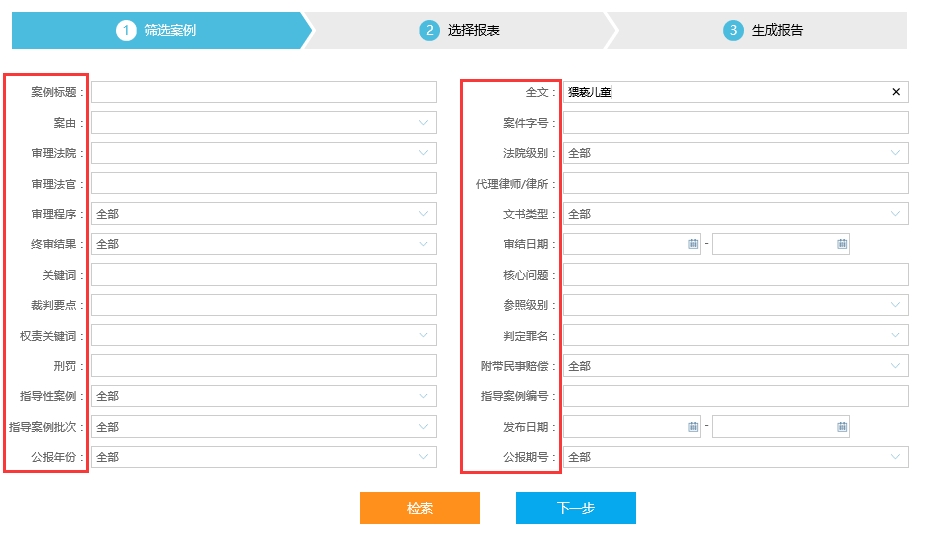 1 筛选案例 2 选择报表 3 生成报告
案例标题： 全文： 猥亵儿童 ×
案由： 案件字号：
审理法院： 法院级别： 全部
审理法官： 代理律师/律所：
审理程序： 全部 文书类型： 全部
终审结果： 全部 审结日期： -
关键词： 核心问题：
裁判要点： 参照级别：
权责关键词： 判定罪名：
刑罚： 附带民事赔偿： 全部
指导性案例： 全部 指导案例编号：
指导案例批次： 全部 发布日期： -
公报年份： 全部 公报期号： 全部
检索 下一步